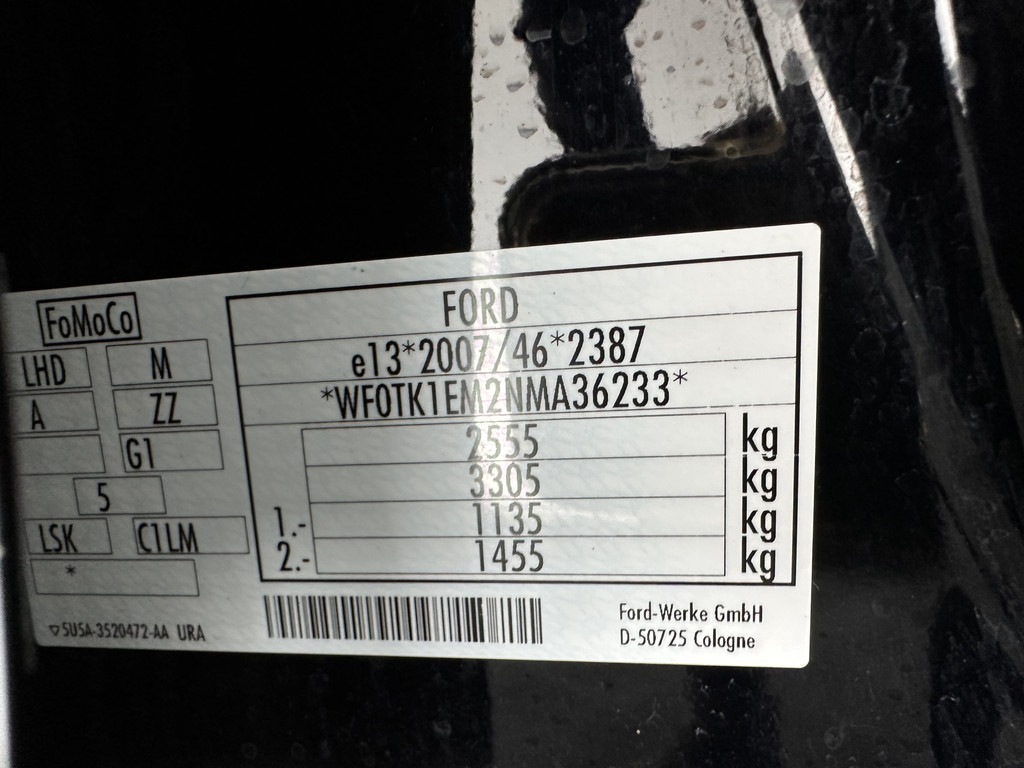 FoMoCo
LHD M
A ZZ
G1
5
LSK C1LM
*
▽SU5A-3520472-AA URA
FORD
e13*2007/46*2387
*WF0TK1EM2NMA36233*
2555 kg
3305 kg
1.- 1135 kg
2.- 1455 kg
Ford-Werke GmbH
D-50725 Cologne